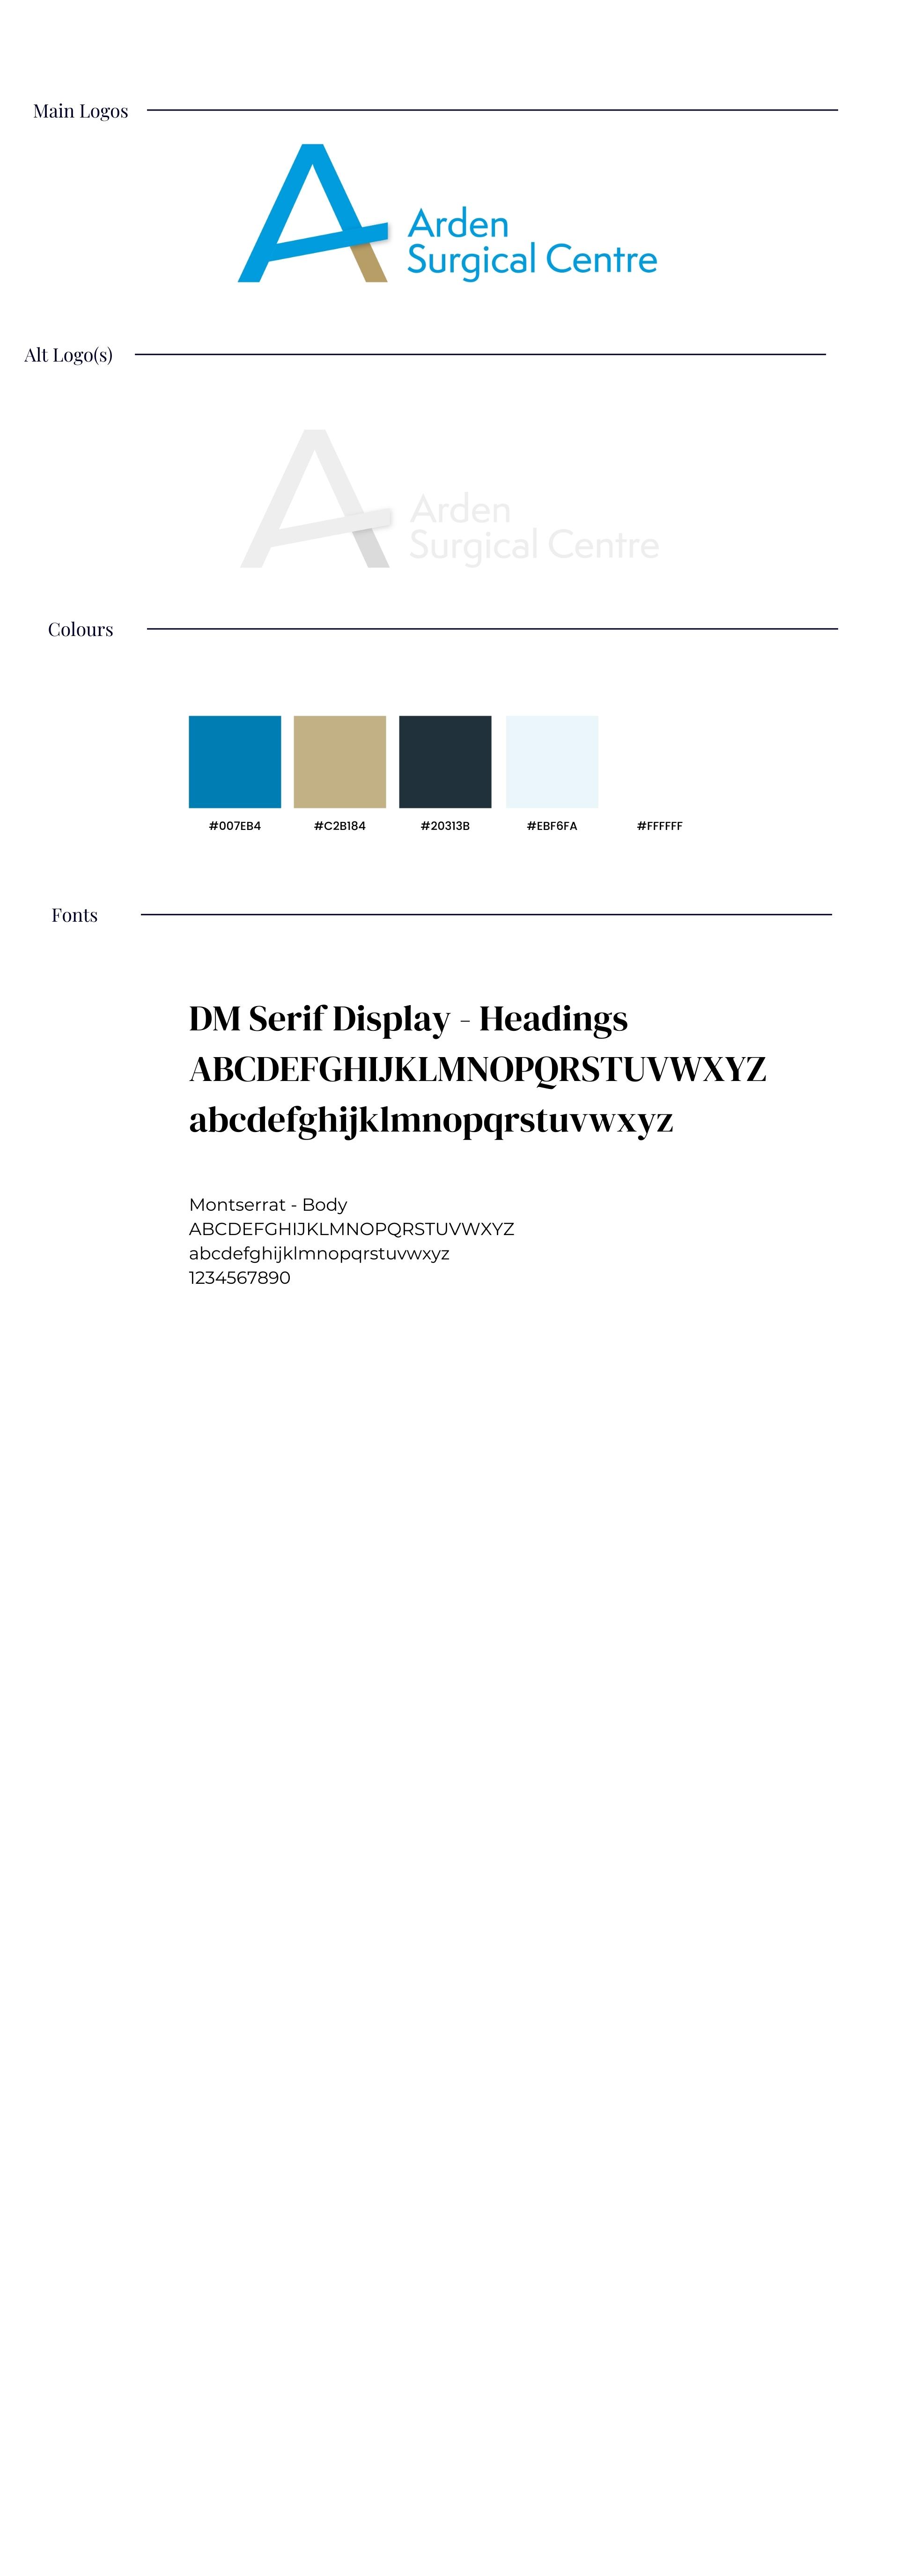 Main Logos
Arden
Surgical Centre
Alt Logo(s)
Arden
Surgical Centre
Colours
#007EB4 #C2B184 #20313B #EBF6FA #FFFFFF
Fonts
DM Serif Display - Headings
ABCDEFGHIJKLMNOPQRSTUVWXYZ
abcdefghijklmnopqrstuvwxyz
Montserrat - Body
ABCDEFGHIJKLMNOPQRSTUVWXYZ
abcdefghijklmnopqrstuvwxyz
1234567890